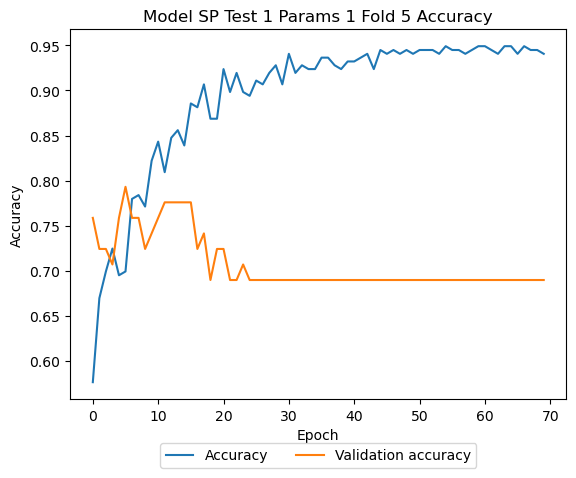 Model SP Test 1 Params 1 Fold 5 Accuracy
0.95
0.90
0.85
0.80
0.75
0.70
0.65
0.60
Accuracy
0 10 20 30 40 50 60 70
Epoch
Accuracy Validation accuracy